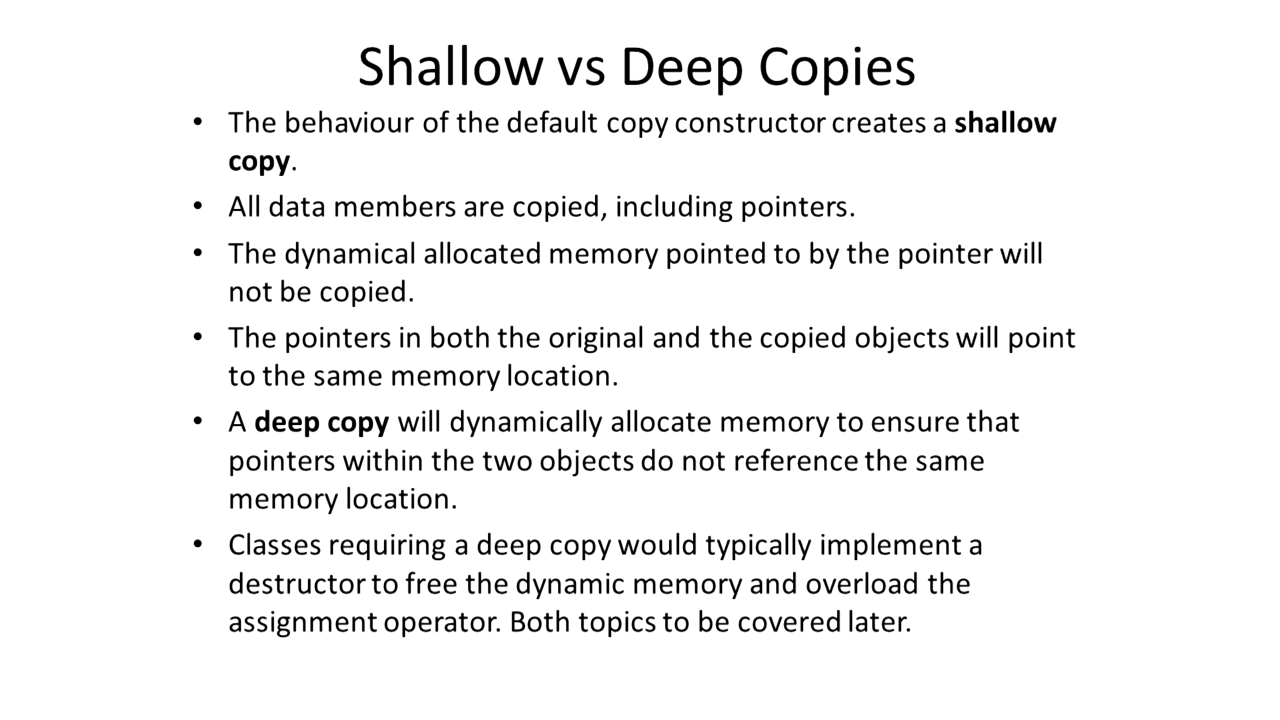 Shallow vs Deep Copies
• The behaviour of the default copy constructor creates a shallow
copy.
• All data members are copied, including pointers.
• The dynamical allocated memory pointed to by the pointer will
not be copied.
• The pointers in both the original and the copied objects will point
to the same memory location.
• A deep copy will dynamically allocate memory to ensure that
pointers within the two objects do not reference the same
memory location.
• Classes requiring a deep copy would typically implement a
destructor to free the dynamic memory and overload the
assignment operator. Both topics to be covered later.